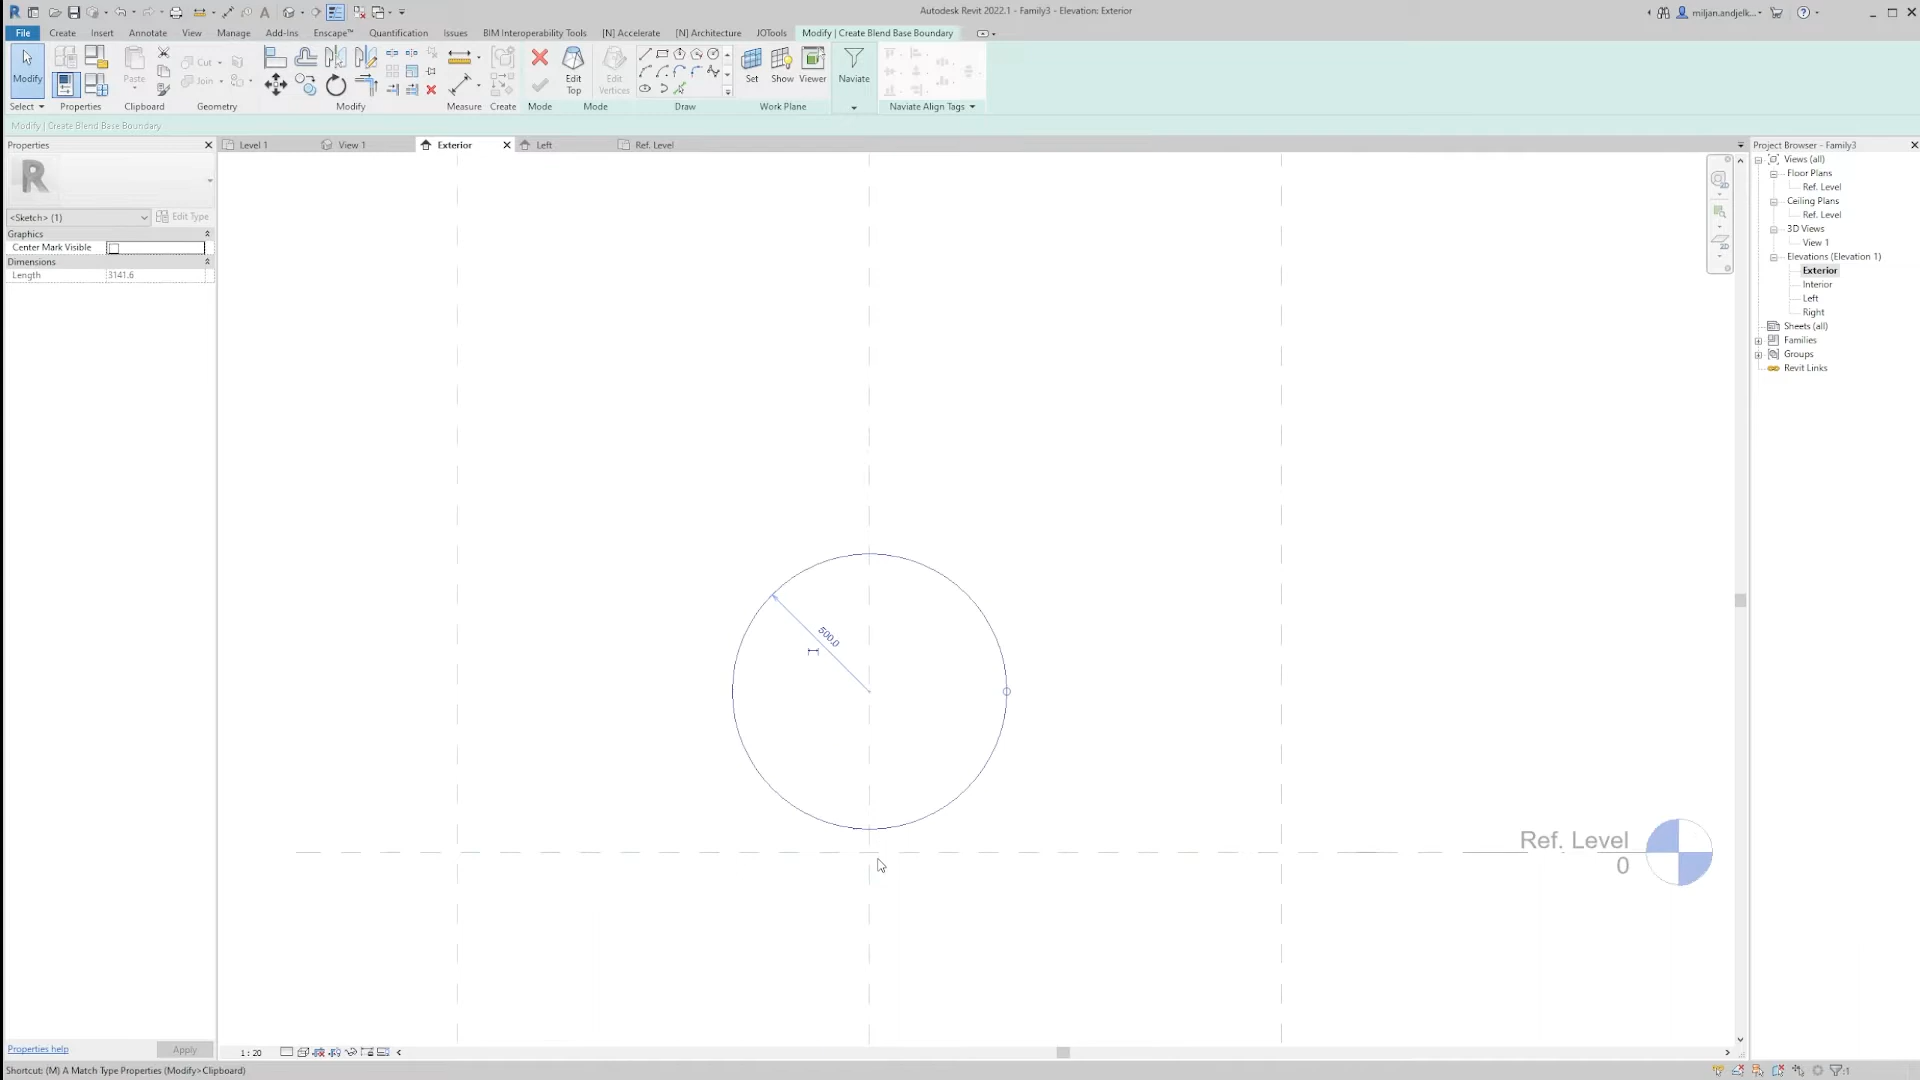 Autodesk Revit 2022.1 - Family3 - Elevation: Exterior
miljan.andjelk...
File Create Insert Annotate View Manage Add-Ins Enscape™ Quantification Issues BIM Interoperability Tools [N] Accelerate [N] Architecture JOTools Modify | Create Blend Base Boundary
Modify
Paste
Cut
Join
Edit Top
Edit Vertices
Set Show Viewer
Naviate
Select Properties Clipboard Geometry Modify Measure Create Mode Mode Draw Work Plane Naviate Align Tags
Modify | Create Blend Base Boundary
Properties
Level 1 View 1 Exterior Left Ref. Level
Project Browser - Family3
R
<Sketch> (1) Edit Type
Graphics
Center Mark Visible
Dimensions
Length 3141.6
Views (all)
Floor Plans
Ref. Level
Ceiling Plans
Ref. Level
3D Views
View 1
Elevations (Elevation 1)
Exterior
Interior
Left
Right
Sheets (all)
Families
Groups
Revit Links
2D
2D
500.0
Ref. Level
0
Properties help Apply
1 : 20
Shortcut: (M) A Match Type Properties (Modify>Clipboard)
:1